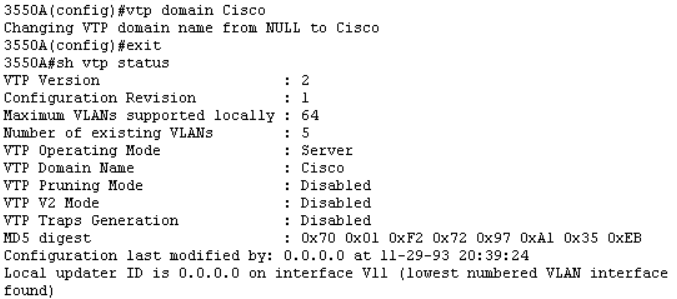 3550A(config)#vtp domain Cisco
Changing VTP domain name from NULL to Cisco
3550A(config)#exit
3550A#sh vtp status
VTP Version : 2
Configuration Revision : 1
Maximum VLANs supported locally : 64
Number of existing VLANs : 5
VTP Operating Mode : Server
VTP Domain Name : Cisco
VTP Pruning Mode : Disabled
VTP V2 Mode : Disabled
VTP Traps Generation : Disabled
MD5 digest : 0x70 0x01 0xF2 0x72 0x97 0xA1 0x35 0xEB
Configuration last modified by: 0.0.0.0 at 11-29-93 20:39:24
Local updater ID is 0.0.0.0 on interface Vl1 (lowest numbered VLAN interface
found)